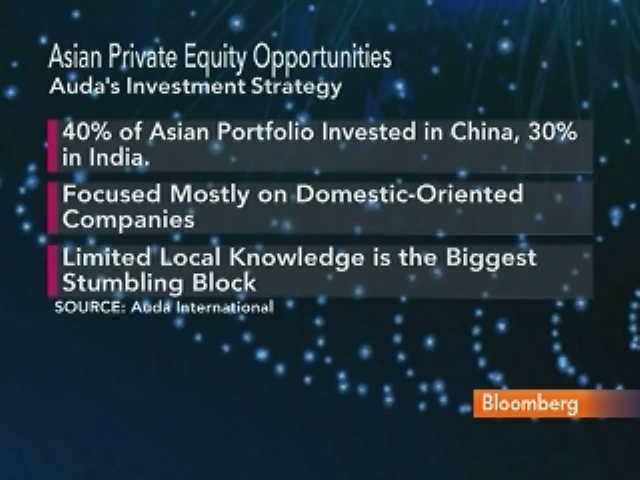 Asian Private Equity Opportunities
Auda's Investment Strategy
40% of Asian Portfolio Invested in China, 30%
in India.
Focused Mostly on Domestic-Oriented
Companies
Limited Local Knowledge is the Biggest
Stumbling Block
SOURCE: Auda International
Bloomberg